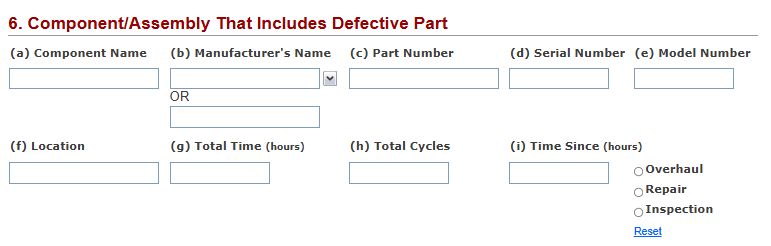 6. Component/Assembly That Includes Defective Part
(a) Component Name (b) Manufacturer's Name (c) Part Number (d) Serial Number (e) Model Number
OR
(f) Location (g) Total Time (hours) (h) Total Cycles (i) Time Since (hours)
Overhaul
Repair
Inspection
Reset